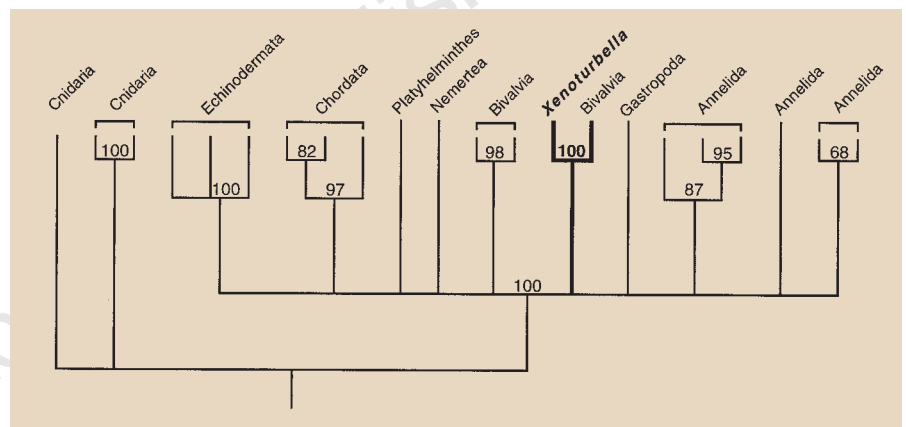 Cnidaria
Cnidaria
Echinodermata
Chordata
Platyhelminthes
Nemertea
Bivalvia
Xenoturbella
Bivalvia
Gastropoda
Annelida
Annelida
Annelida
100
82
98
100
95
68
100
97
87
100